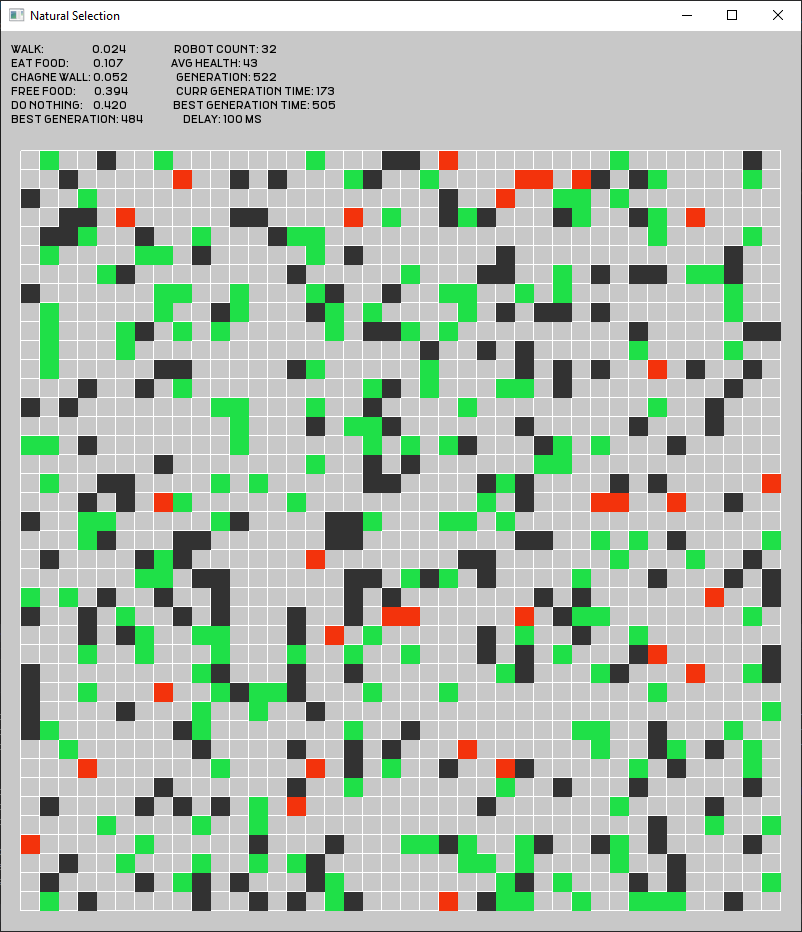 Natural Selection
WALK: 0.024 ROBOT COUNT: 32
EAT FOOD: 0.107 AVG HEALTH: 43
CHAGNE WALL: 0.052 GENERATION: 522
FREE FOOD: 0.394 CURR GENERATION TIME: 173
DO NOTHING: 0.420 BEST GENERATION TIME: 505
BEST GENERATION: 484 DELAY: 100 MS